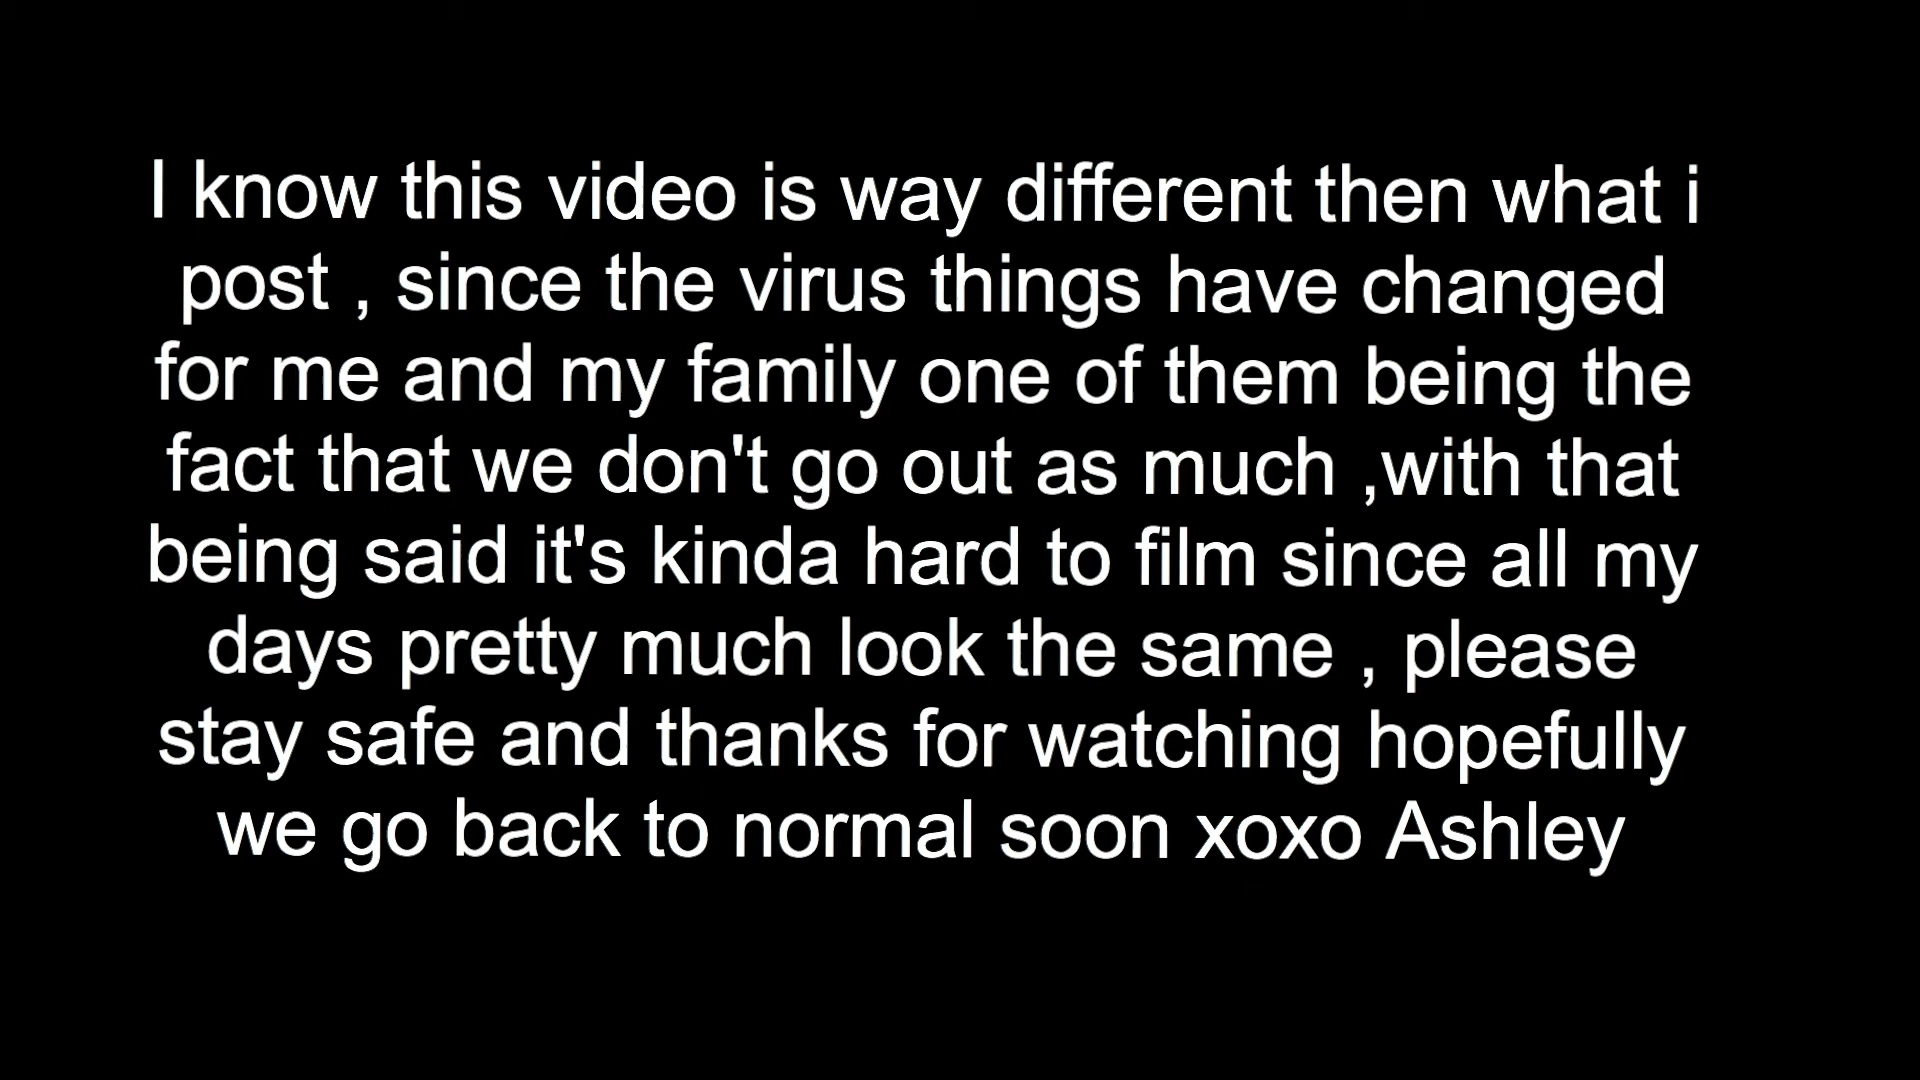 I know this video is way different then what i
post , since the virus things have changed
for me and my family one of them being the
fact that we don't go out as much ,with that
being said it's kinda hard to film since all my
days pretty much look the same , please
stay safe and thanks for watching hopefully
we go back to normal soon xoxo Ashley